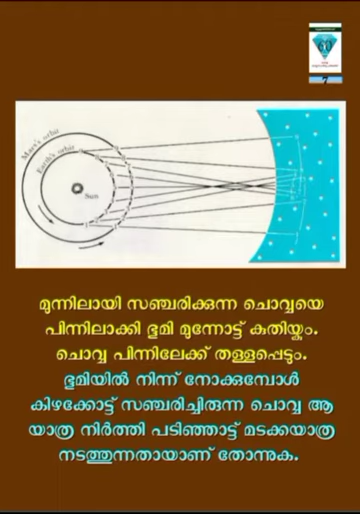 7
Mars's orbit
Earth's orbit
Sun
മുന്നിലായി സഞ്ചരിക്കുന്ന ചൊവ്വയെ
പിന്നിലാക്കി ഭൂമി മുന്നോട്ട് കുതിയ്ക്കും.
ചൊവ്വ പിന്നിലേക്ക് തള്ളപ്പെടും.
ഭൂമിയിൽ നിന്ന് നോക്കുമ്പോൾ
കിഴക്കോട്ട് സഞ്ചരിച്ചിരുന്ന ചൊവ്വ ആ
യാത്ര നിർത്തി പടിഞ്ഞാട്ട് മടക്കയാത്ര
നടത്തുന്നതായാണ് തോന്നുക.